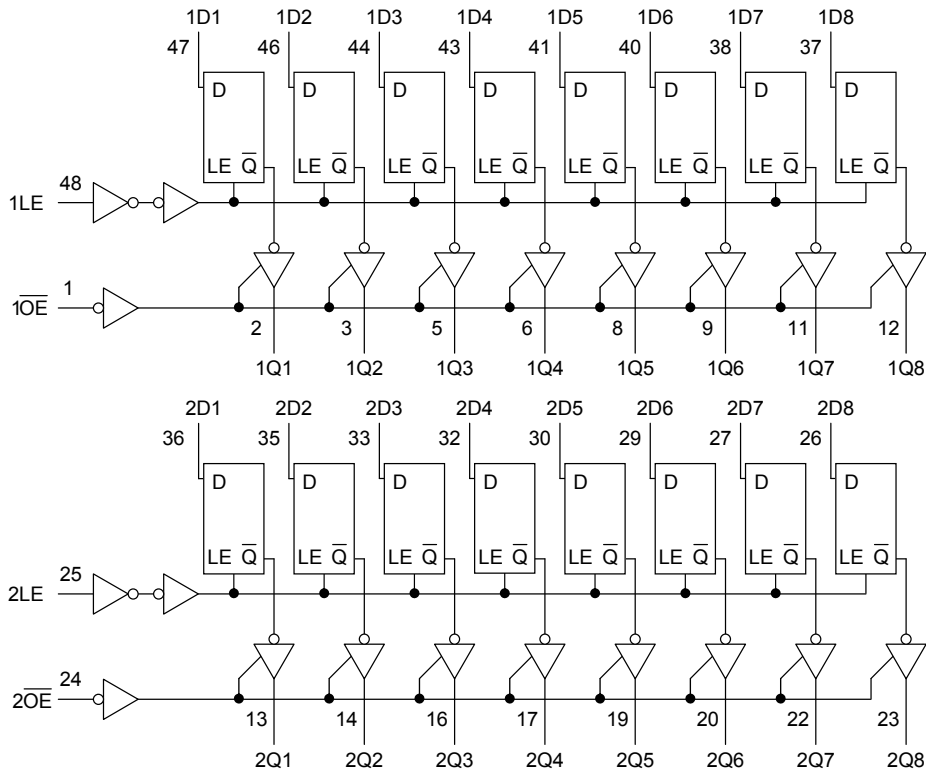 1D1 1D2 1D3 1D4 1D5 1D6 1D7 1D8
47 46 44 43 41 40 38 37
D D D D D D D D
LE Q̅ LE Q̅ LE Q̅ LE Q̅ LE Q̅ LE Q̅ LE Q̅ LE Q̅
48
1LE
1
1O̅E̅
2 3 5 6 8 9 11 12
1Q1 1Q2 1Q3 1Q4 1Q5 1Q6 1Q7 1Q8
2D1 2D2 2D3 2D4 2D5 2D6 2D7 2D8
36 35 33 32 30 29 27 26
D D D D D D D D
LE Q̅ LE Q̅ LE Q̅ LE Q̅ LE Q̅ LE Q̅ LE Q̅ LE Q̅
25
2LE
24
2O̅E̅
13 14 16 17 19 20 22 23
2Q1 2Q2 2Q3 2Q4 2Q5 2Q6 2Q7 2Q8